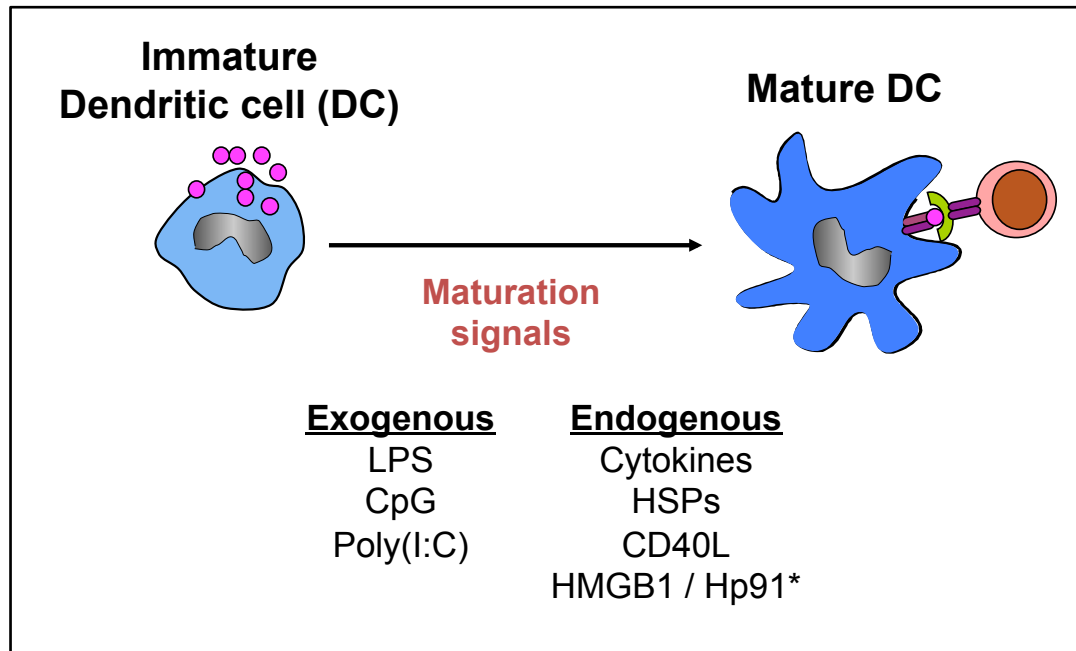 Immature
Dendritic cell (DC)
Mature DC
Maturation
signals
Exogenous
LPS
CpG
Poly(I:C)
Endogenous
Cytokines
HSPs
CD40L
HMGB1 / Hp91*